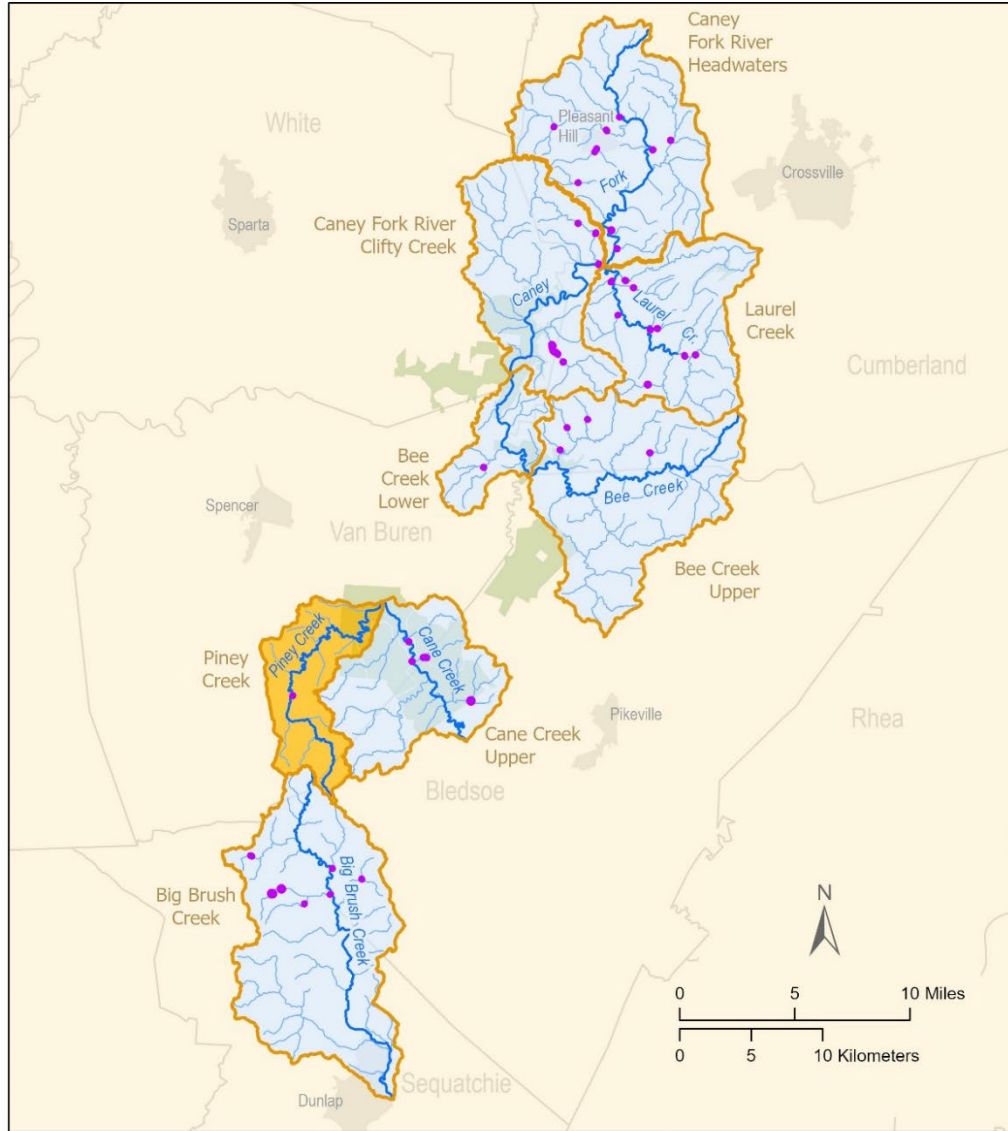 Caney
Fork River
Headwaters
White
Pleasant
Hill
Crossville
Fork
Sparta
Caney Fork River
Clifty Creek
Caney
Laurel Cr.
Laurel
Creek
Cumberland
Bee
Creek
Lower
Bee Creek
Spencer
Van Buren
Bee Creek
Upper
Piney Creek
Cane Creek
Piney
Creek
Pikeville
Rhea
Cane Creek
Upper
Bledsoe
Big Brush
Creek
Big Brush Creek
N
0 5 10 Miles
0 5 10 Kilometers
Sequatchie
Dunlap